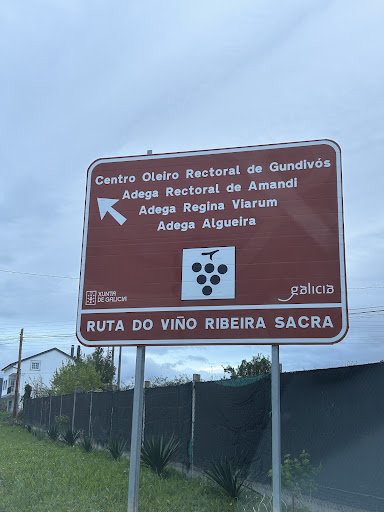 Centro Oleiro Rectoral de Gundivós
Adega Rectoral de Amandi
Adega Regina Viarum
Adega Algueira
XUNTA
DE GALICIA
galicia
RUTA DO VIÑO RIBEIRA SACRA